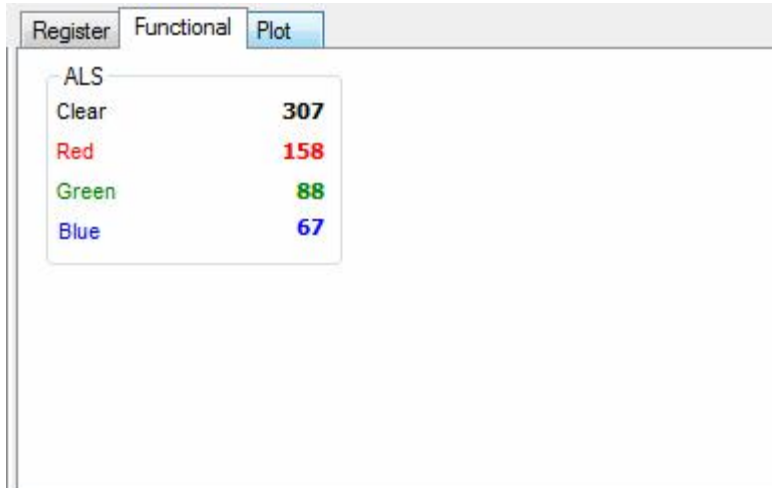 Register Functional Plot
ALS
Clear 307
Red 158
Green 88
Blue 67